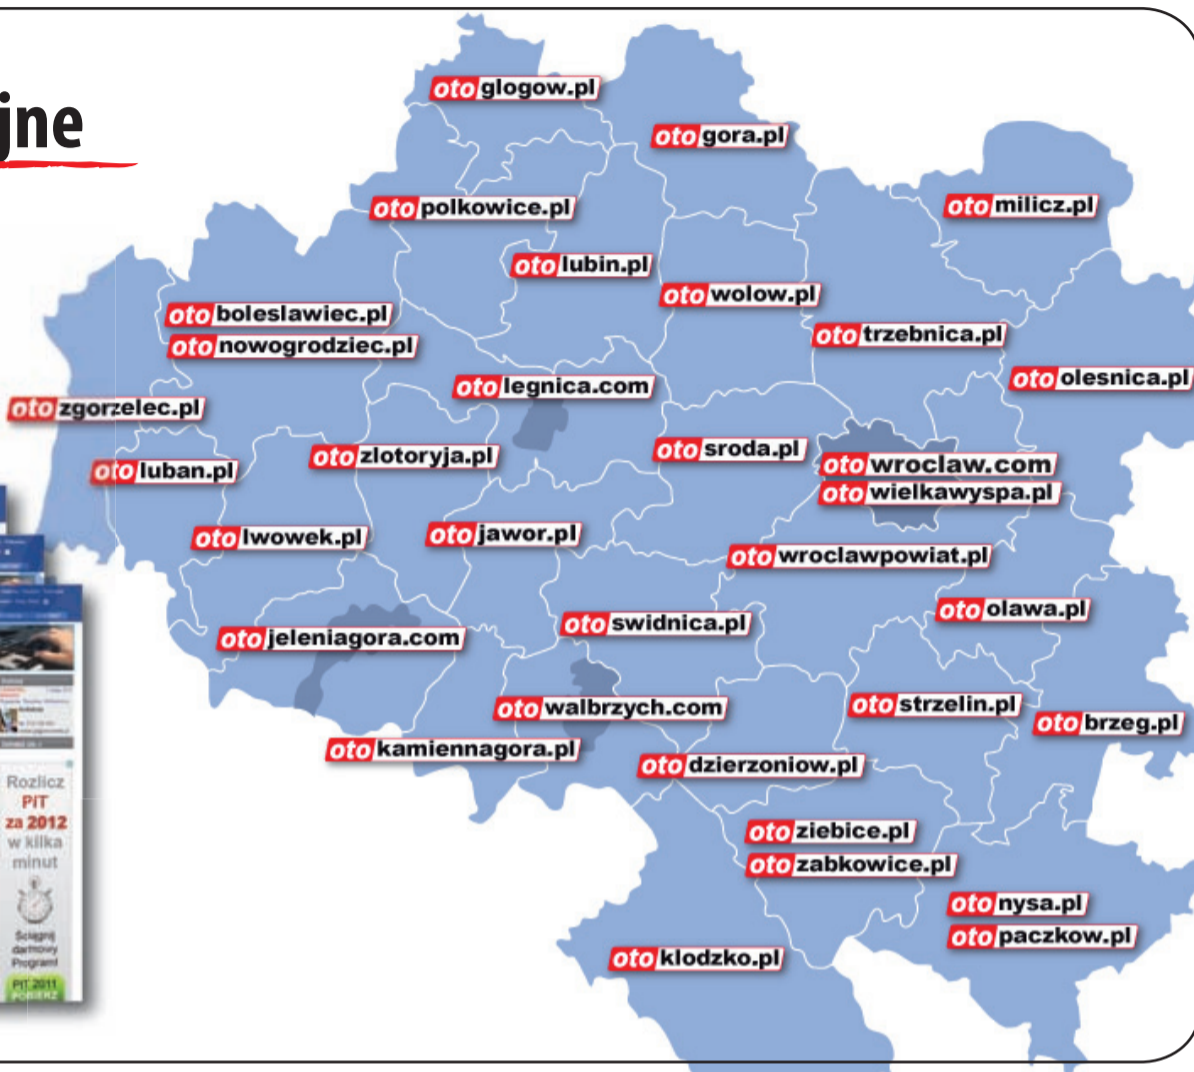 jne
otoglogow.pl
otogora.pl
otopolkowice.pl
otomilicz.pl
otolubin.pl
otowolow.pl
otoboleslawiec.pl
ototrzebnica.pl
otonowogrodziec.pl
otolegnica.com
otoolesnica.pl
otozgorzelec.pl
otosroda.pl
otozlotoryja.pl
otoluban.pl
otowroclaw.com
otowielkawyspa.pl
otolwowek.pl
otojawor.pl
otowroclawpowiat.pl
otoolawa.pl
otoswidnica.pl
otojeleniagora.com
otowalbrzych.com
otostrzelin.pl
otobrzeg.pl
otokamiennagora.pl
otodzierzoniow.pl
otoziebice.pl
otozabkowice.pl
otonysa.pl
otopaczkow.pl
otoklodzko.pl
Rozlicz
PIT
za 2012
w kilka
minut
Ściągnij
darmowy
Program!
PIT 2011
POBIERZ